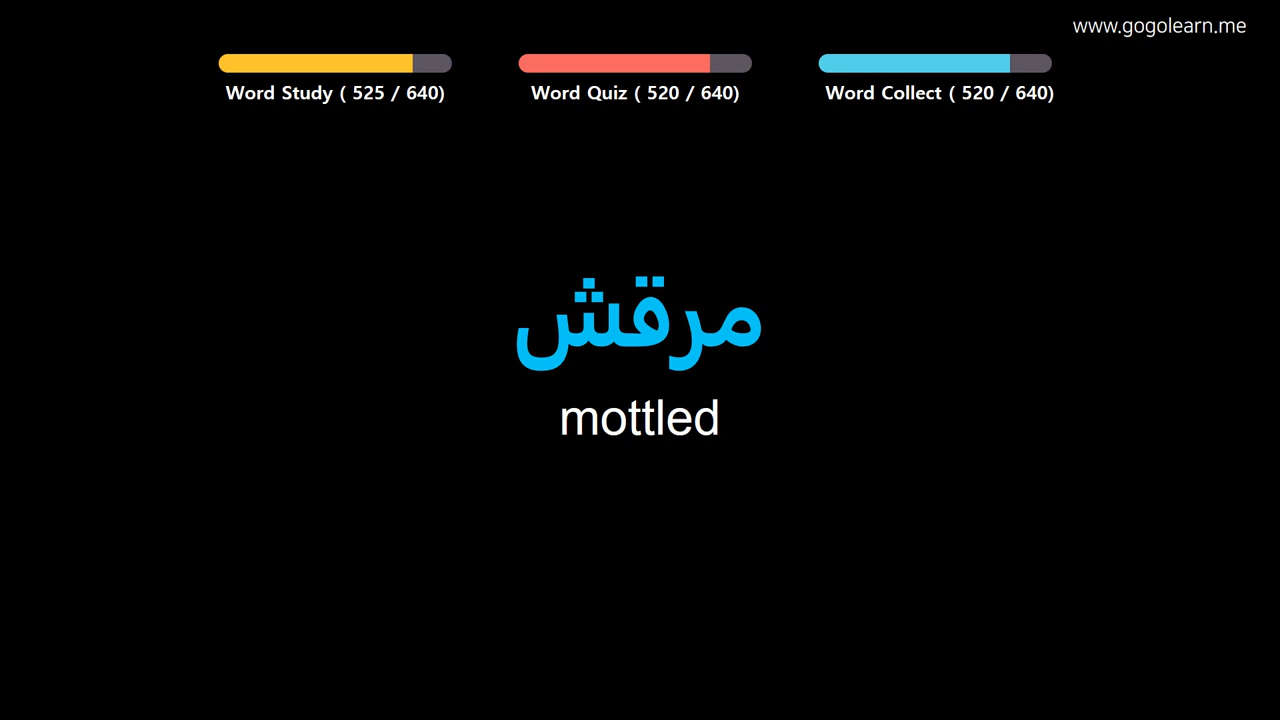 www.gogolearn.me
Word Study ( 525 / 640)
Word Quiz ( 520 / 640)
Word Collect ( 520 / 640)
مرقش
mottled